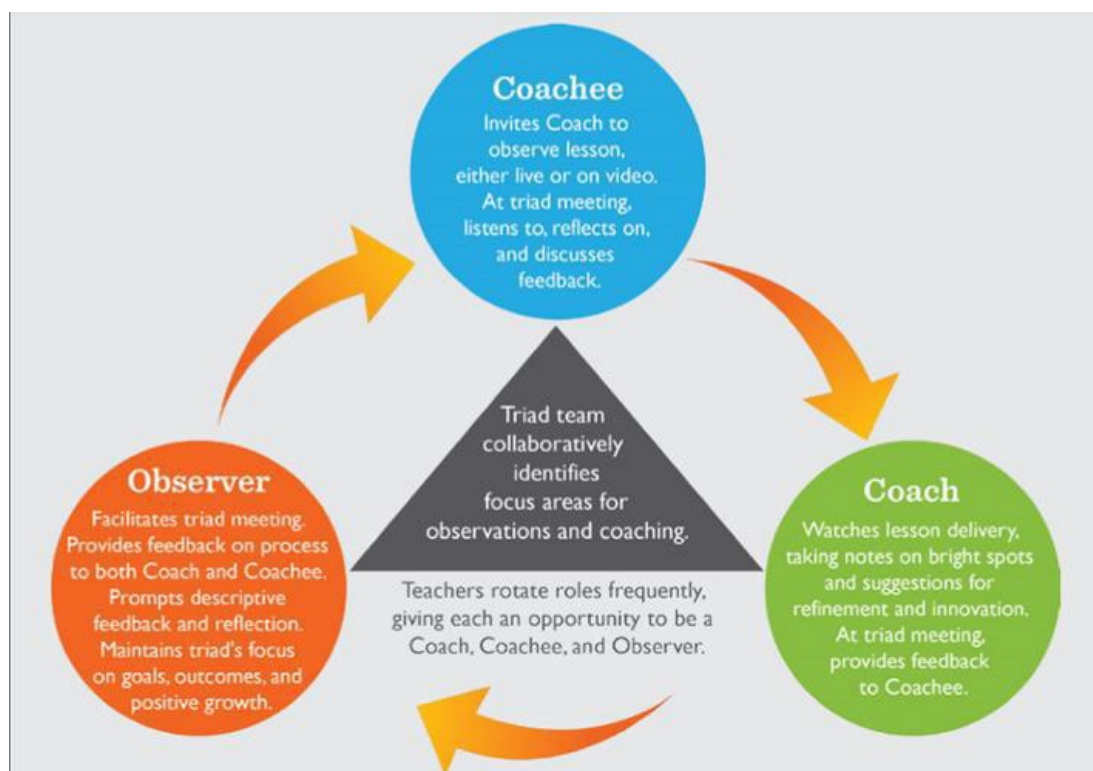 Coachee
Invites Coach to
observe lesson,
either live or on video.
At triad meeting,
listens to, reflects on,
and discusses
feedback.
Triad team
collaboratively
identifies
focus areas for
observations and coaching.
Teachers rotate roles frequently,
giving each an opportunity to be a
Coach, Coachee, and Observer.
Observer
Facilitates triad meeting.
Provides feedback on process
to both Coach and Coachee.
Prompts descriptive
feedback and reflection.
Maintains triad's focus
on goals, outcomes, and
positive growth.
Coach
Watches lesson delivery,
taking notes on bright spots
and suggestions for
refinement and innovation.
At triad meeting,
provides feedback
to Coachee.